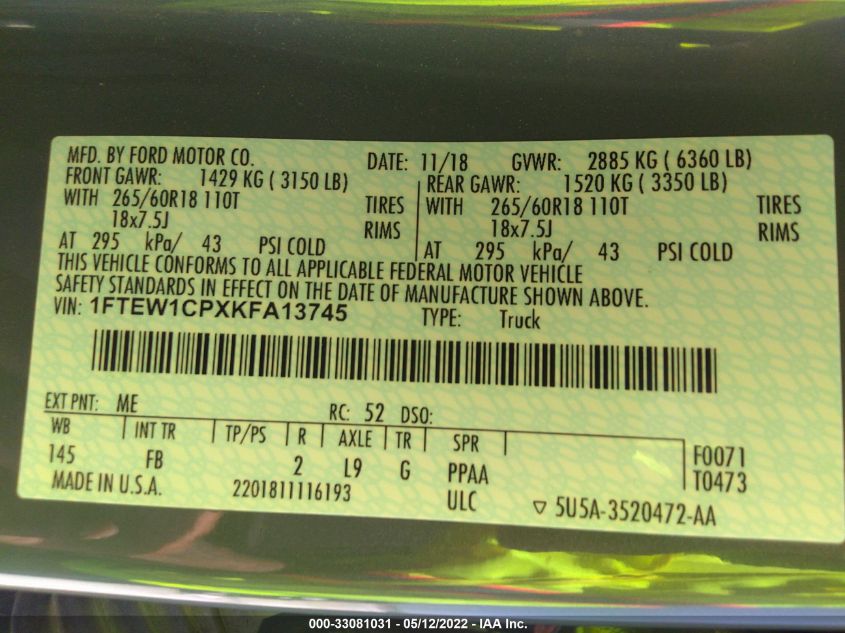 MFD. BY FORD MOTOR CO. DATE: 11/18 GVWR: 2885 KG ( 6360 LB)
FRONT GAWR: 1429 KG ( 3150 LB) REAR GAWR: 1520 KG ( 3350 LB)
WITH 265/60R18 110T TIRES WITH 265/60R18 110T TIRES
18x7.5J RIMS 18x7.5J RIMS
AT 295 kPa/ 43 PSI COLD AT 295 kPa/ 43 PSI COLD
THIS VEHICLE CONFORMS TO ALL APPLICABLE FEDERAL MOTOR VEHICLE
SAFETY STANDARDS IN EFFECT ON THE DATE OF MANUFACTURE SHOWN ABOVE.
VIN: 1FTEW1CPXKFA13745 TYPE: Truck
EXT PNT: ME RC: 52 DSO:
WB INT TR TP/PS R AXLE TR SPR F0071
145 FB 2 L9 G PPAA T0473
MADE IN U.S.A. 2201811116193 ULC ▽ 5U5A-3520472-AA
000-33081031 - 05/12/2022 - IAA Inc.